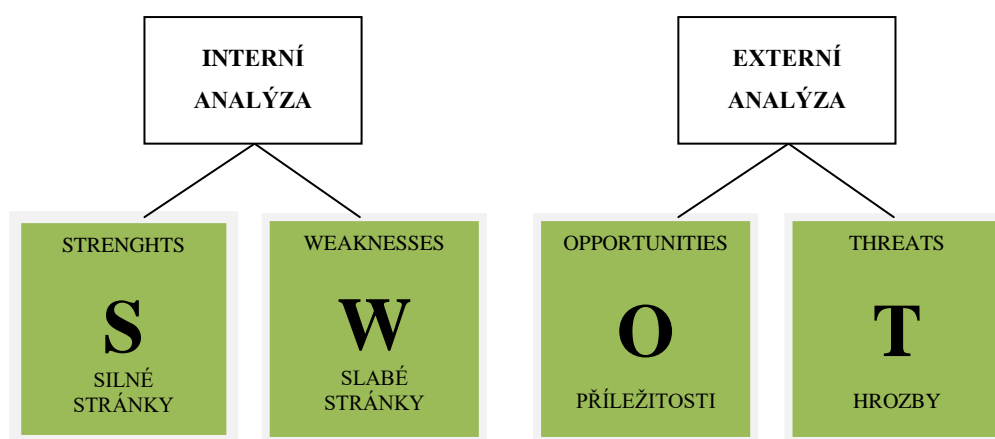 INTERNÍ
ANALÝZA
EXTERNÍ
ANALÝZA
STRENGHTS
S
SILNÉ
STRÁNKY
WEAKNESSES
W
SLABÉ
STRÁNKY
OPPORTUNITIES
O
PŘÍLEŽITOSTI
THREATS
T
HROZBY